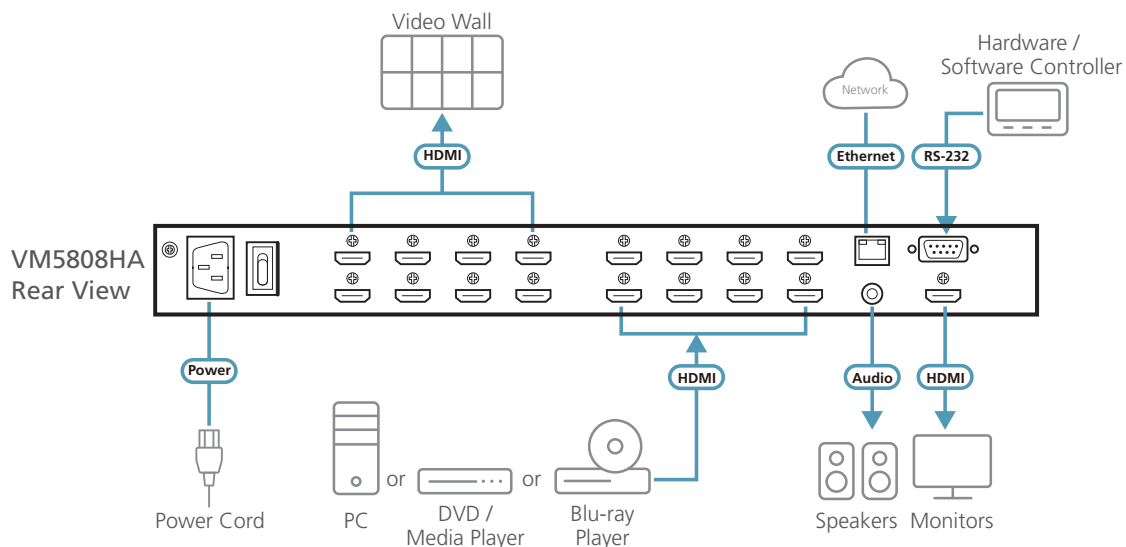 Video Wall
Hardware /
Software Controller
Network
HDMI
Ethernet
RS-232
VM5808HA
Rear View
Power
HDMI
Audio
HDMI
or
or
Power Cord
PC
DVD /
Media Player
Blu-ray
Player
Speakers
Monitors